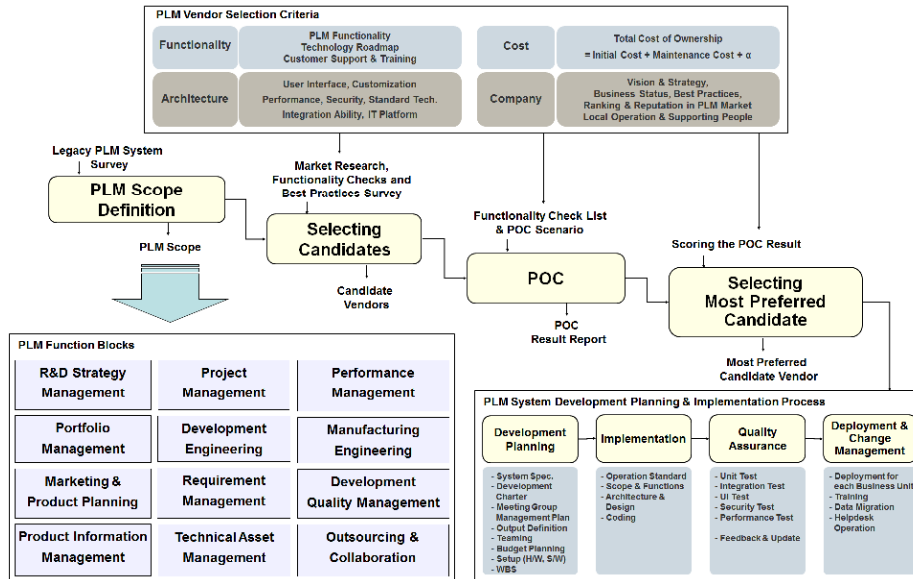 PLM Vendor Selection Criteria
Functionality
PLM Functionality
Technology Roadmap
Customer Support & Training
Cost
Total Cost of Ownership
= Initial Cost + Maintenance Cost + α
Architecture
User Interface, Customization
Performance, Security, Standard Tech.
Integration Ability, IT Platform
Company
Vision & Strategy,
Business Status, Best Practices,
Ranking & Reputation in PLM Market
Local Operation & Supporting People
Legacy PLM System
Survey
PLM Scope
Definition
PLM Scope
Market Research,
Functionality Checks and
Best Practices Survey
Selecting
Candidates
Candidate
Vendors
Functionality Check List
& POC Scenario
POC
POC
Result Report
Scoring the POC Result
Selecting
Most Preferred
Candidate
Most Preferred
Candidate Vendor
PLM Function Blocks
R&D Strategy
Management
Project
Management
Performance
Management
Portfolio
Management
Development
Engineering
Manufacturing
Engineering
Marketing &
Product Planning
Requirement
Management
Development
Quality Management
Product Information
Management
Technical Asset
Management
Outsourcing &
Collaboration
PLM System Development Planning & Implementation Process
Development
Planning
- System Spec.
- Development
Charter
- Meeting Group
Management Plan
- Output Definition
- Teaming
- Budget Planning
- Setup (H/W, S/W)
- WBS
Implementation
- Operation Standard
- Scope & Functions
- Architecture &
Design
- Coding
Quality
Assurance
- Unit Test
- Integration Test
- UI Test
- Security Test
- Performance Test
- Feedback & Update
Deployment &
Change
Management
- Deployment for
each Business Unit
- Training
- Data Migration
- Helpdesk
Operation